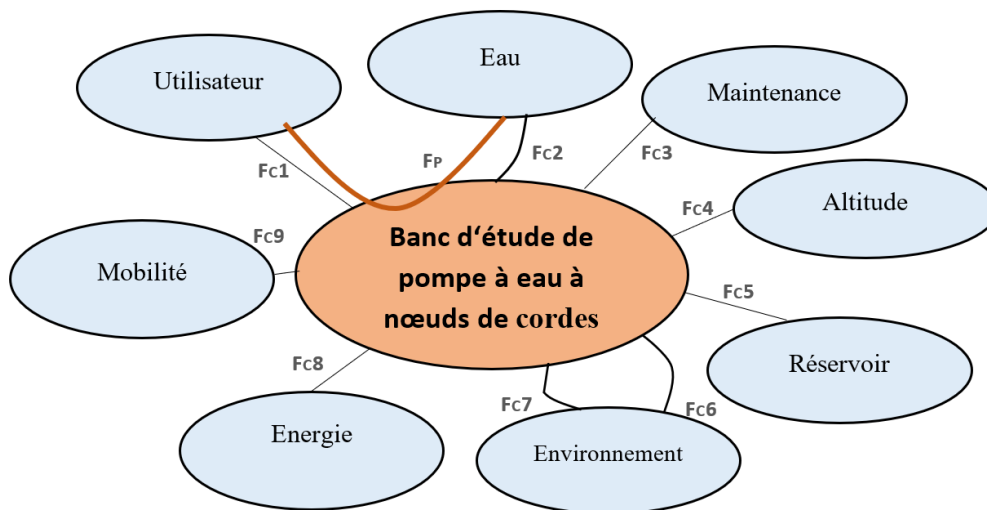 Utilisateur
Eau
Maintenance
Fc1
Fp
Fc2
Fc3
Altitude
Fc4
Mobilité
Fc9
Banc d‘étude de
pompe à eau à
nœuds de cordes
Fc5
Réservoir
Fc8
Fc7
Fc6
Energie
Environnement